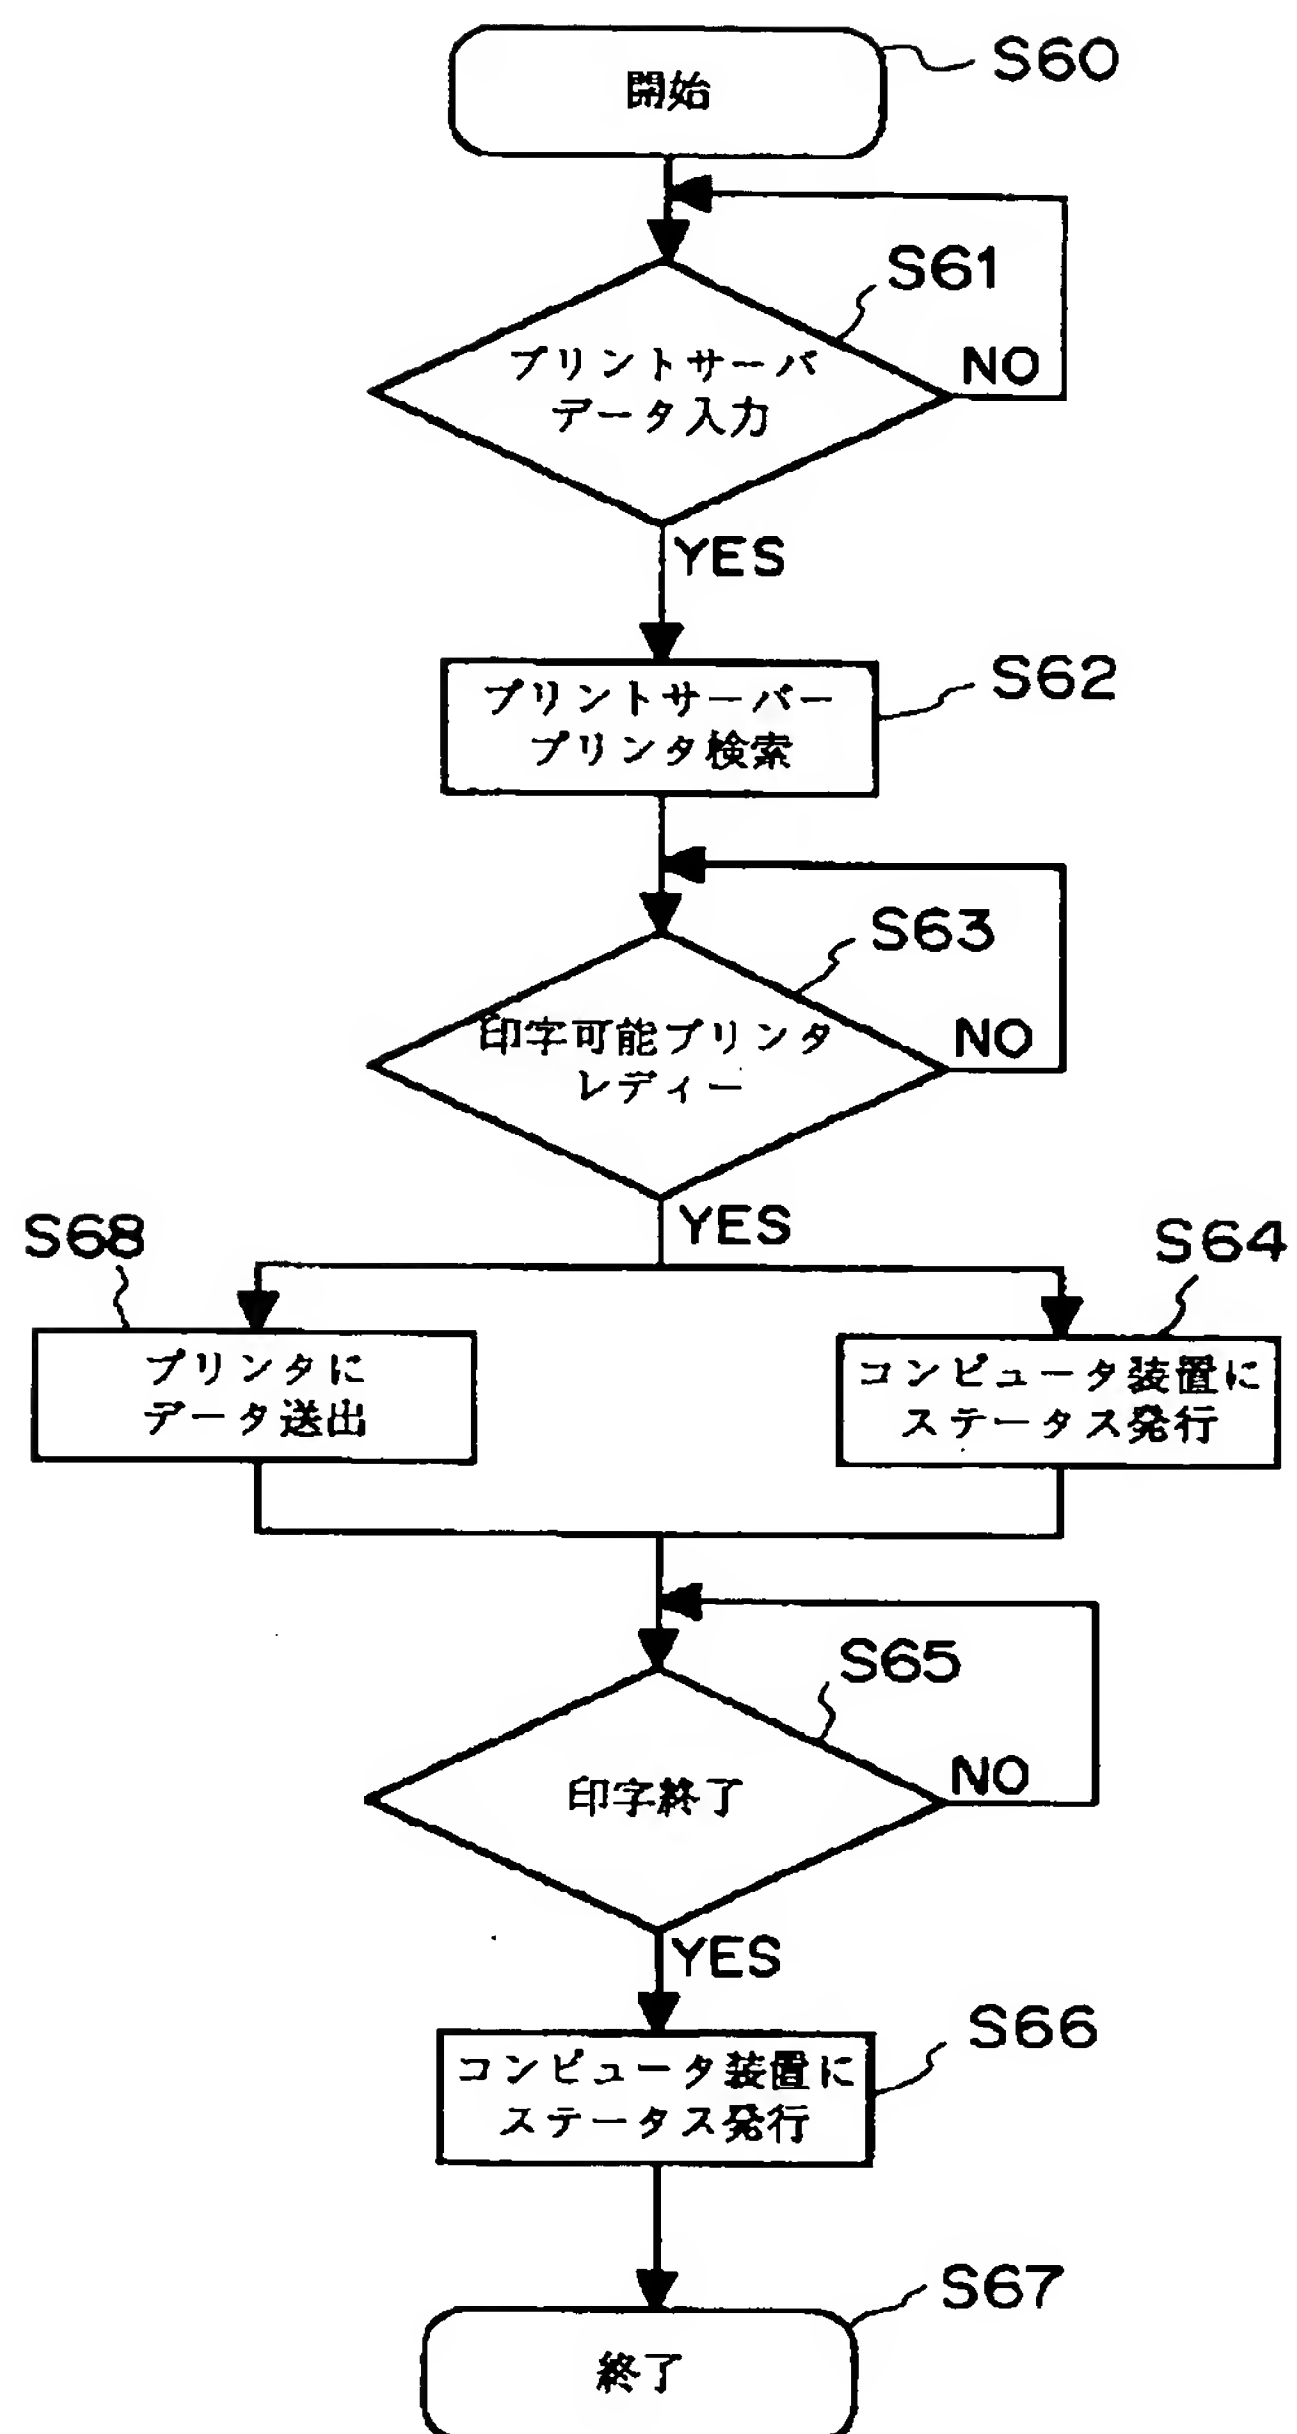 開始
S60
S61
プリントサーバ
データ入力
NO
YES
S62
プリントサーバー
プリンタ検索
S63
印字可能プリンタ
レディー
NO
YES
S68
S64
プリンタに
データ送出
コンピュータ装置に
ステータス発行
S65
印字終了
NO
YES
S66
コンピュータ装置に
ステータス発行
S67
終了